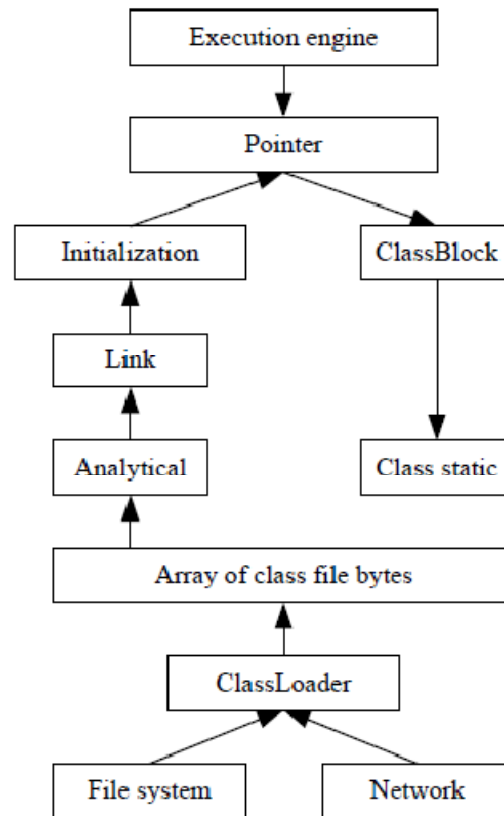 Execution engine
Pointer
Initialization
ClassBlock
Link
Analytical
Class static
Array of class file bytes
ClassLoader
File system
Network